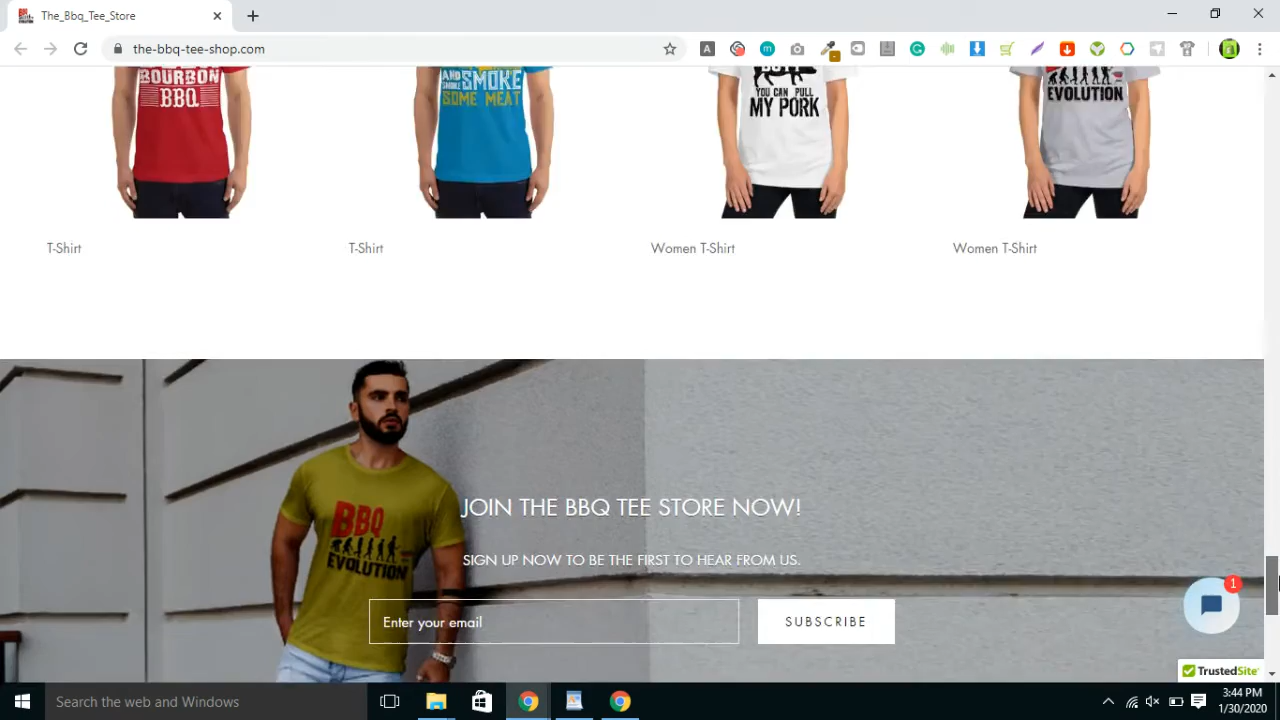 The_Bbq_Tee_Store
the-bbq-tee-shop.com
BOURBON
BBQ
AND
SMOKE
SOME MEAT
YOU CAN PULL
MY PORK
EVOLUTION
T-Shirt
T-Shirt
Women T-Shirt
Women T-Shirt
BBQ
EVOLUTION
JOIN THE BBQ TEE STORE NOW!
SIGN UP NOW TO BE THE FIRST TO HEAR FROM US.
Enter your email
SUBSCRIBE
1
TrustedSite
Search the web and Windows
3:44 PM
1/30/2020